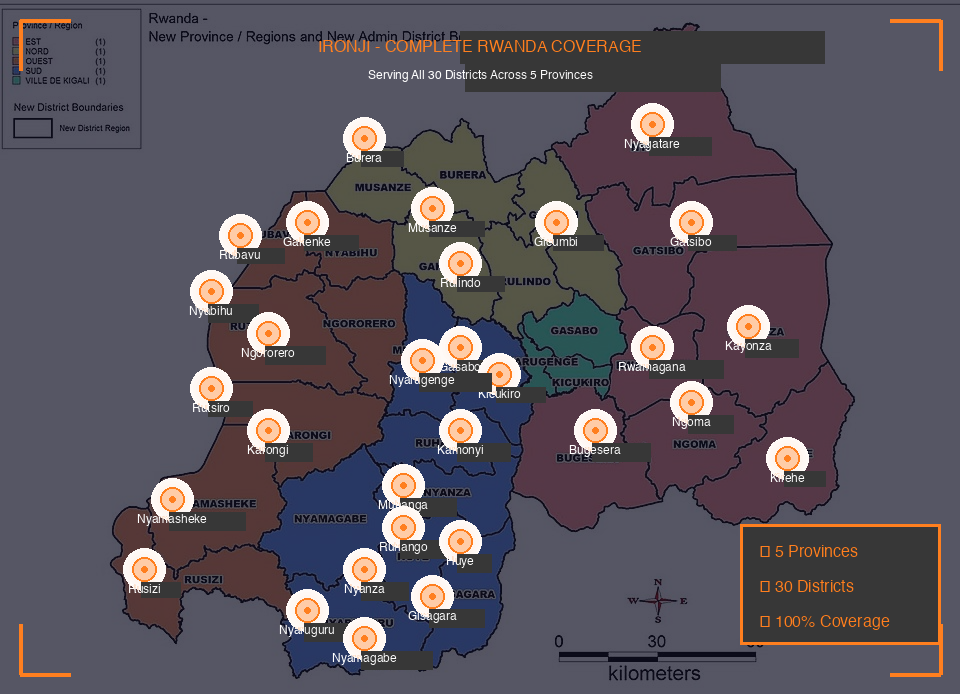 Rwanda -
New Province / Regions and New Admin District
Province / Region
EST (1)
NORD (1)
OUEST (1)
SUD (1)
VILLE DE KIGALI (1)
New District Boundaries
New District Region
IRONJI - COMPLETE RWANDA COVERAGE
Serving All 30 Districts Across 5 Provinces
Nyagatare
Burera
BURERA
MUSANZE
Musanze
Gakenke
Rubavu
NYABIHU
Gicumbi
Gatsibo
GATSIBO
Rulindo
RULINDO
Nyabihu
NGORORERO
Ngororero
GASABO
Kayonza
Gasabo
Nyarugenge
Rwamagana
KICUKIRO
Kicukiro
Rutsiro
Ngoma
NGOMA
Karongi
Kamonyi
Bugesera
Kirehe
Muhanga
NYANZA
Nyamasheke
NYAMAGABE
Ruhango
Huye
Rusizi
RUSIZI
Nyanza
Gisagara
Nyaruguru
Nyamagabe
N
W E
S
0 30
kilometers
5 Provinces
30 Districts
100% Coverage